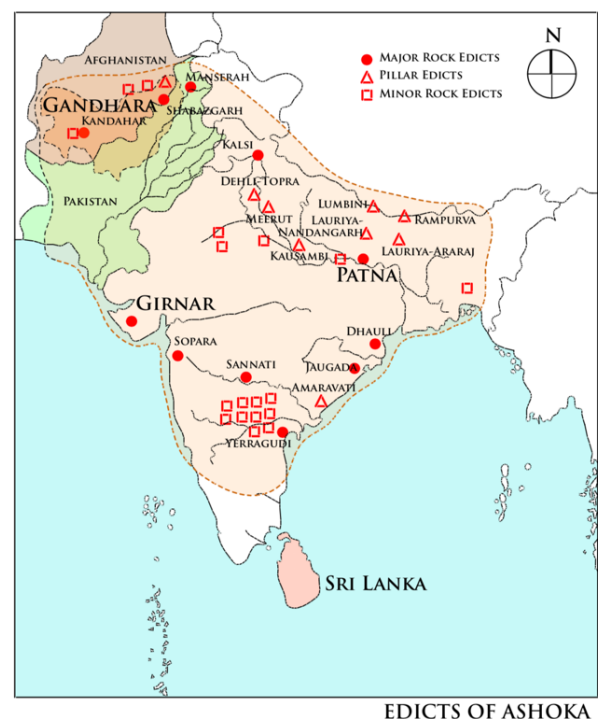 Afghanistan
Manserah
Gandhara
Shabazgarh
Kandahar
Pakistan
Major Rock Edicts
Pillar Edicts
Minor Rock Edicts
N
Kalsi
Dehli-Topra
Meerut
Lumbini
Rampurva
Lauriya-
Nandangarh
Lauriya-Araraj
Kausambi
Patna
Girnar
Sopara
Dhauli
Sannati
Jaugada
Amaravati
Yerragudi
Sri Lanka
Edicts of Ashoka